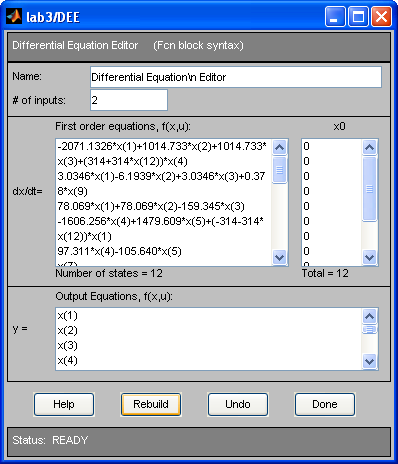 lab3/DEE
Differential Equation Editor (Fcn block syntax)
Name: Differential Equation\n Editor
# of inputs: 2
First order equations, f(x,u): x0
-2071.1326*x(1)+1014.733*x(2)+1014.733* 0
x(3)+(314+314*x(12))*x(4) 0
3.0346*x(1)-6.1939*x(2)+3.0346*x(3)+0.37 0
8*x(9) 0
dx/dt= 78.069*x(1)+78.069*x(2)-159.345*x(3) 0
-1606.256*x(4)+1479.609*x(5)+(-314-314* 0
x(12))*x(1) 0
97.311*x(4)-105.640*x(5) 0
x(7) 0
Number of states = 12 Total = 12
Output Equations, f(x,u):
y = x(1)
x(2)
x(3)
x(4)
Help Rebuild Undo Done
Status: READY